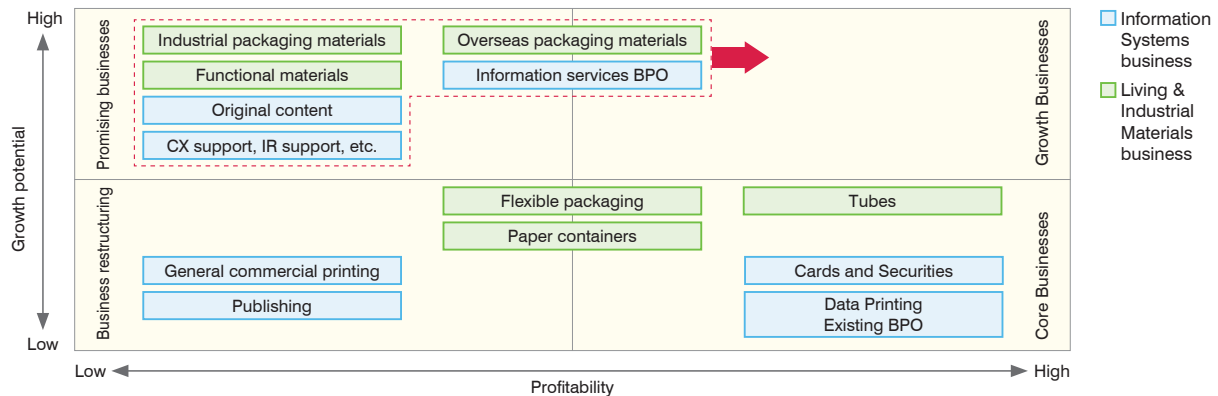 High
Growth potential
Low
Promising businesses
Industrial packaging materials
Functional materials
Original content
CX support, IR support, etc.
Overseas packaging materials
Information services BPO
Growth Businesses
Business restructuring
General commercial printing
Publishing
Flexible packaging
Paper containers
Tubes
Cards and Securities
Data Printing
Existing BPO
Core Businesses
Low
Profitability
High
Information
Systems
business
Living &
Industrial
Materials
business